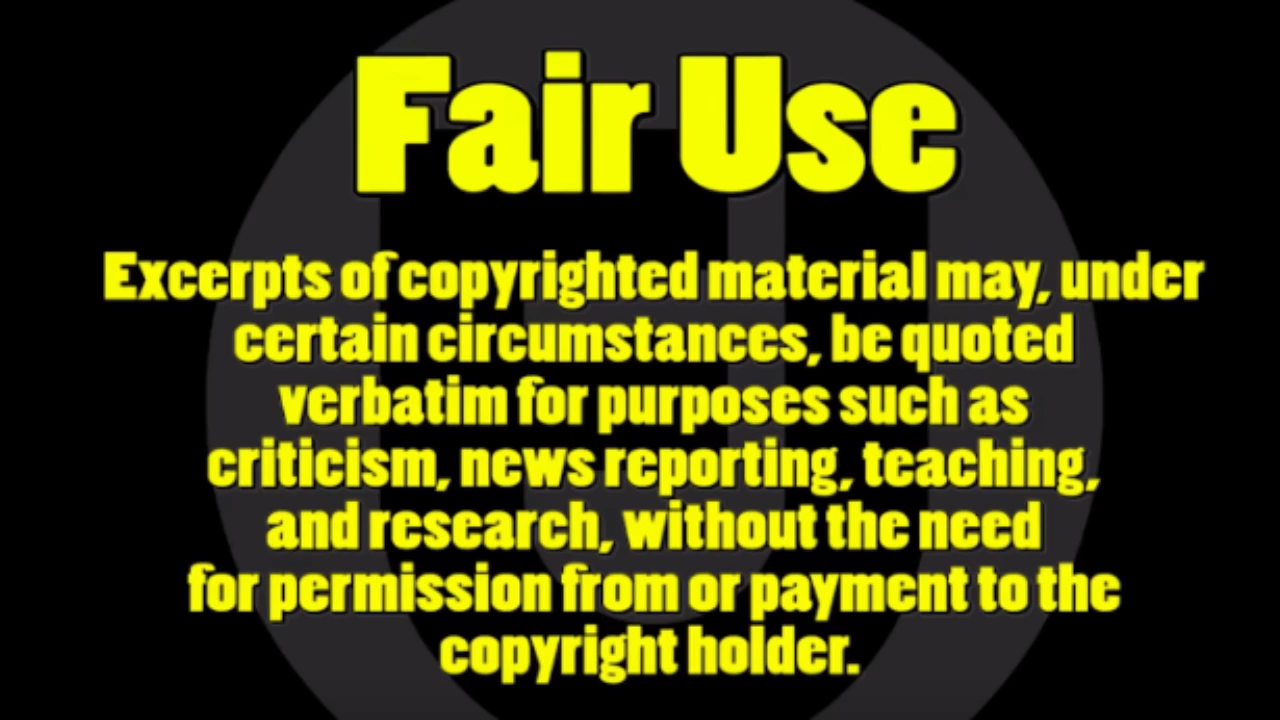 Fair Use
Excerpts of copyrighted material may, under
certain circumstances, be quoted
verbatim for purposes such as
criticism, news reporting, teaching,
and research, without the need
for permission from or payment to the
copyright holder.